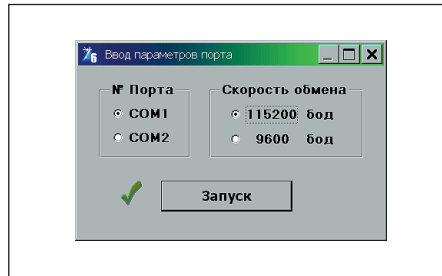 Ввод параметров порта
№ Порта
COM1
COM2
Скорость обмена
115200 бод
9600 бод
Запуск